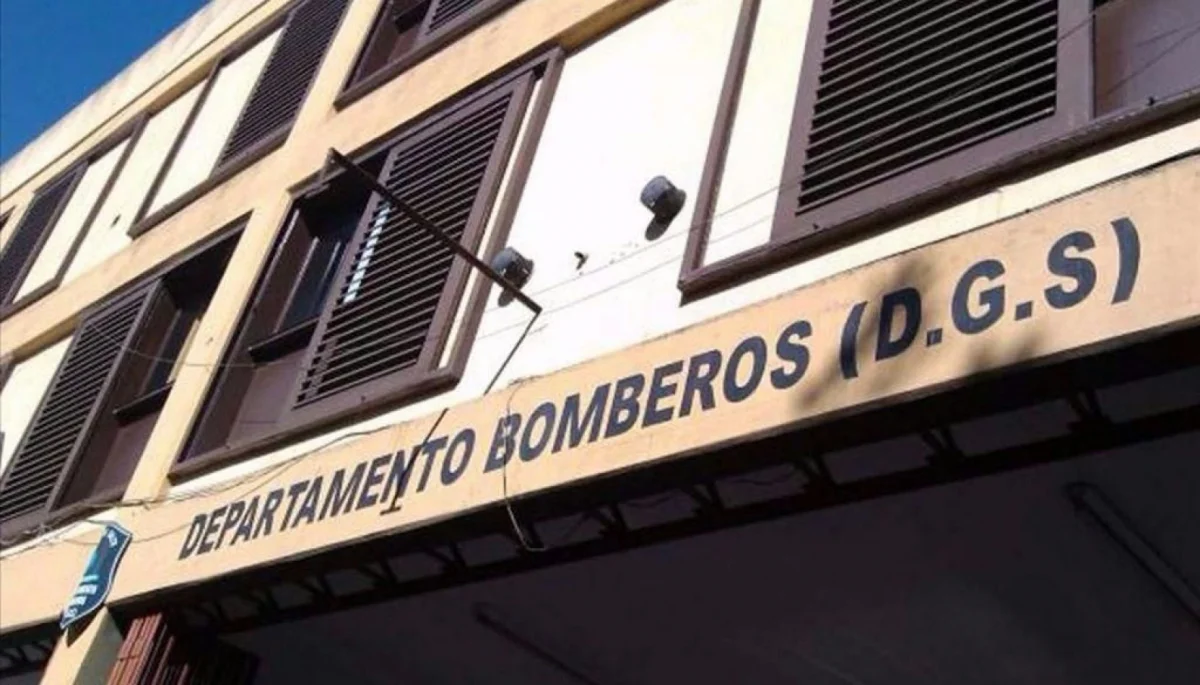 DEPARTAMENTO BOMBEROS (D.G.S)